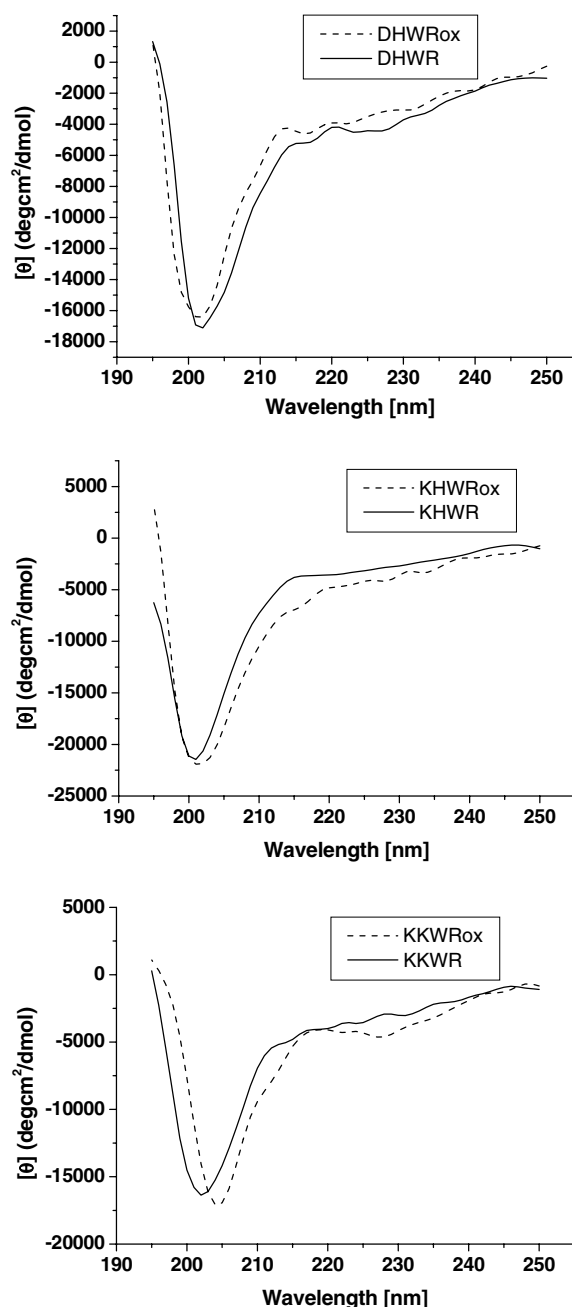 2000
0
-2000
-4000
-6000
-8000
-10000
-12000
-14000
-16000
-18000
[θ] (degcm²/dmol)
DHWRox
DHWR
190 200 210 220 230 240 250
Wavelength [nm]
5000
0
-5000
-10000
-15000
-20000
-25000
[θ] (degcm²/dmol)
KHWRox
KHWR
190 200 210 220 230 240 250
Wavelength [nm]
5000
0
-5000
-10000
-15000
-20000
[θ] (degcm²/dmol)
KKWRox
KKWR
190 200 210 220 230 240 250
Wavelength [nm]